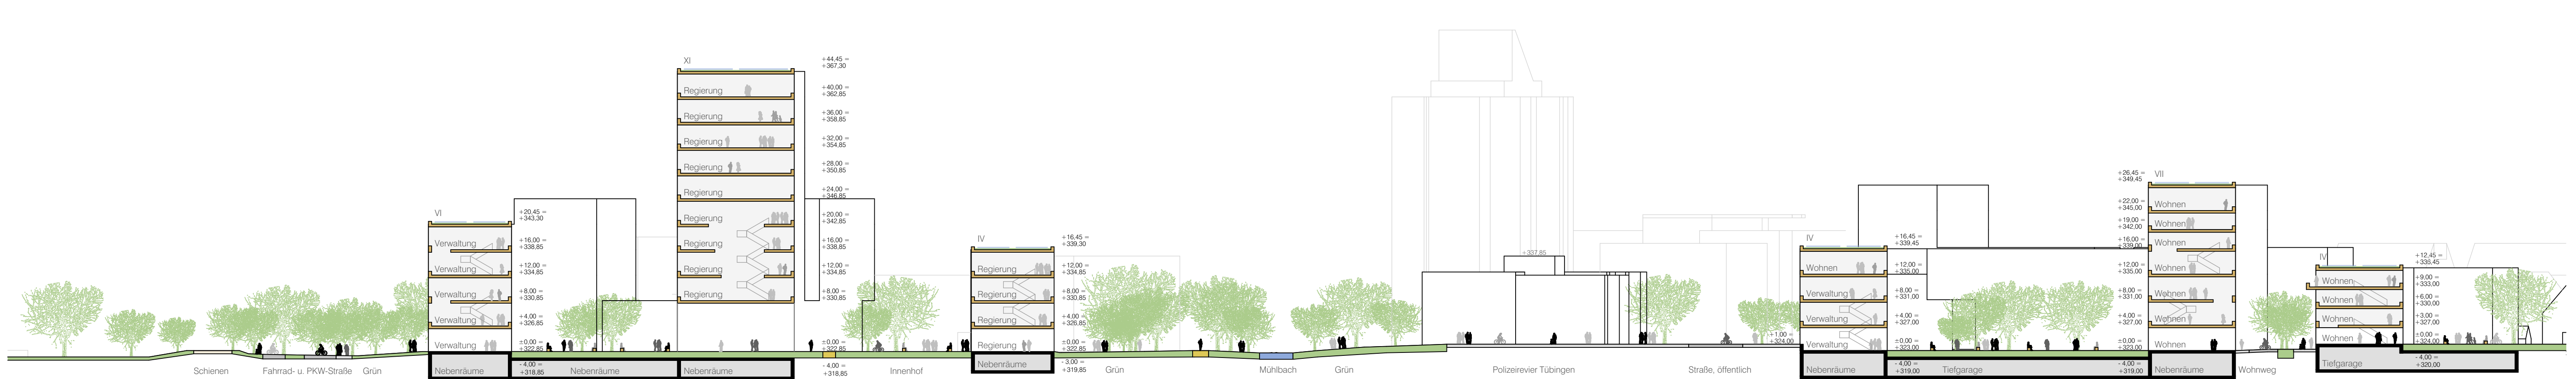 VI
Verwaltung
Verwaltung
Verwaltung
Verwaltung
Verwaltung
Nebenräume
+20,45 =
+343,30
+16,00 =
+338,85
+12,00 =
+334,85
+8,00 =
+330,85
+4,00 =
+326,85
±0,00 =
+322,85
- 4,00 =
+318,85
Schienen
Fahrrad- u. PKW-Straße
Grün
Nebenräume
XI
Regierung
Regierung
Regierung
Regierung
Regierung
Regierung
Regierung
Regierung
Regierung
Nebenräume
+44,45 =
+367,30
+40,00 =
+362,85
+36,00 =
+358,85
+32,00 =
+354,85
+28,00 =
+350,85
+24,00 =
+346,85
+20,00 =
+342,85
+16,00 =
+338,85
+12,00 =
+334,85
+8,00 =
+330,85
±0,00 =
+322,85
- 4,00 =
+318,85
Innenhof
IV
Regierung
Regierung
Regierung
Regierung
Nebenräume
+16,45 =
+339,30
+12,00 =
+334,85
+8,00 =
+330,85
+4,00 =
+326,85
±0,00 =
+322,85
- 3,00 =
+319,85
Grün
Mühlbach
Grün
+337,85
Polizeirevier Tübingen
Straße, öffentlich
+1,00 =
+324,00
IV
Wohnen
Verwaltung
Verwaltung
Verwaltung
Nebenräume
+16,45 =
+339,45
+12,00 =
+335,00
+8,00 =
+331,00
+4,00 =
+327,00
±0,00 =
+323,00
- 4,00 =
+319,00
Tiefgarage
+26,45 =
+349,45
+22,00 =
+345,00
+19,00 =
+342,00
+16,00 =
+339,00
+12,00 =
+335,00
+8,00 =
+331,00
+4,00 =
+327,00
±0,00 =
+323,00
- 4,00 =
+319,00
VII
Wohnen
Wohnen
Wohnen
Wohnen
Wohnen
Wohnen
Wohnen
Nebenräume
Wohnweg
IV
Wohnen
Wohnen
Wohnen
Wohnen
Tiefgarage
+12,45 =
+336,45
+9,00 =
+333,00
+6,00 =
+330,00
+3,00 =
+327,00
±0,00 =
+324,00
- 4,00 =
+320,00